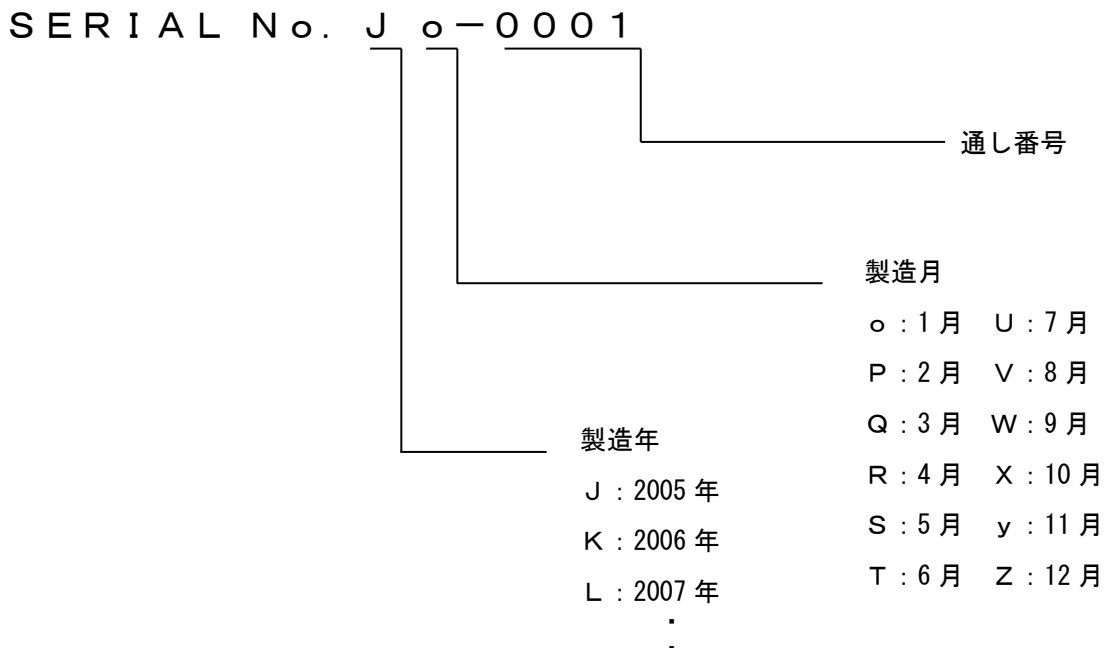 SERIAL No. Jo-0001
通し番号
製造月
o:1月 U:7月
P:2月 V:8月
Q:3月 W:9月
R:4月 X:10月
S:5月 y:11月
T:6月 Z:12月
製造年
J:2005年
K:2006年
L:2007年
・
・